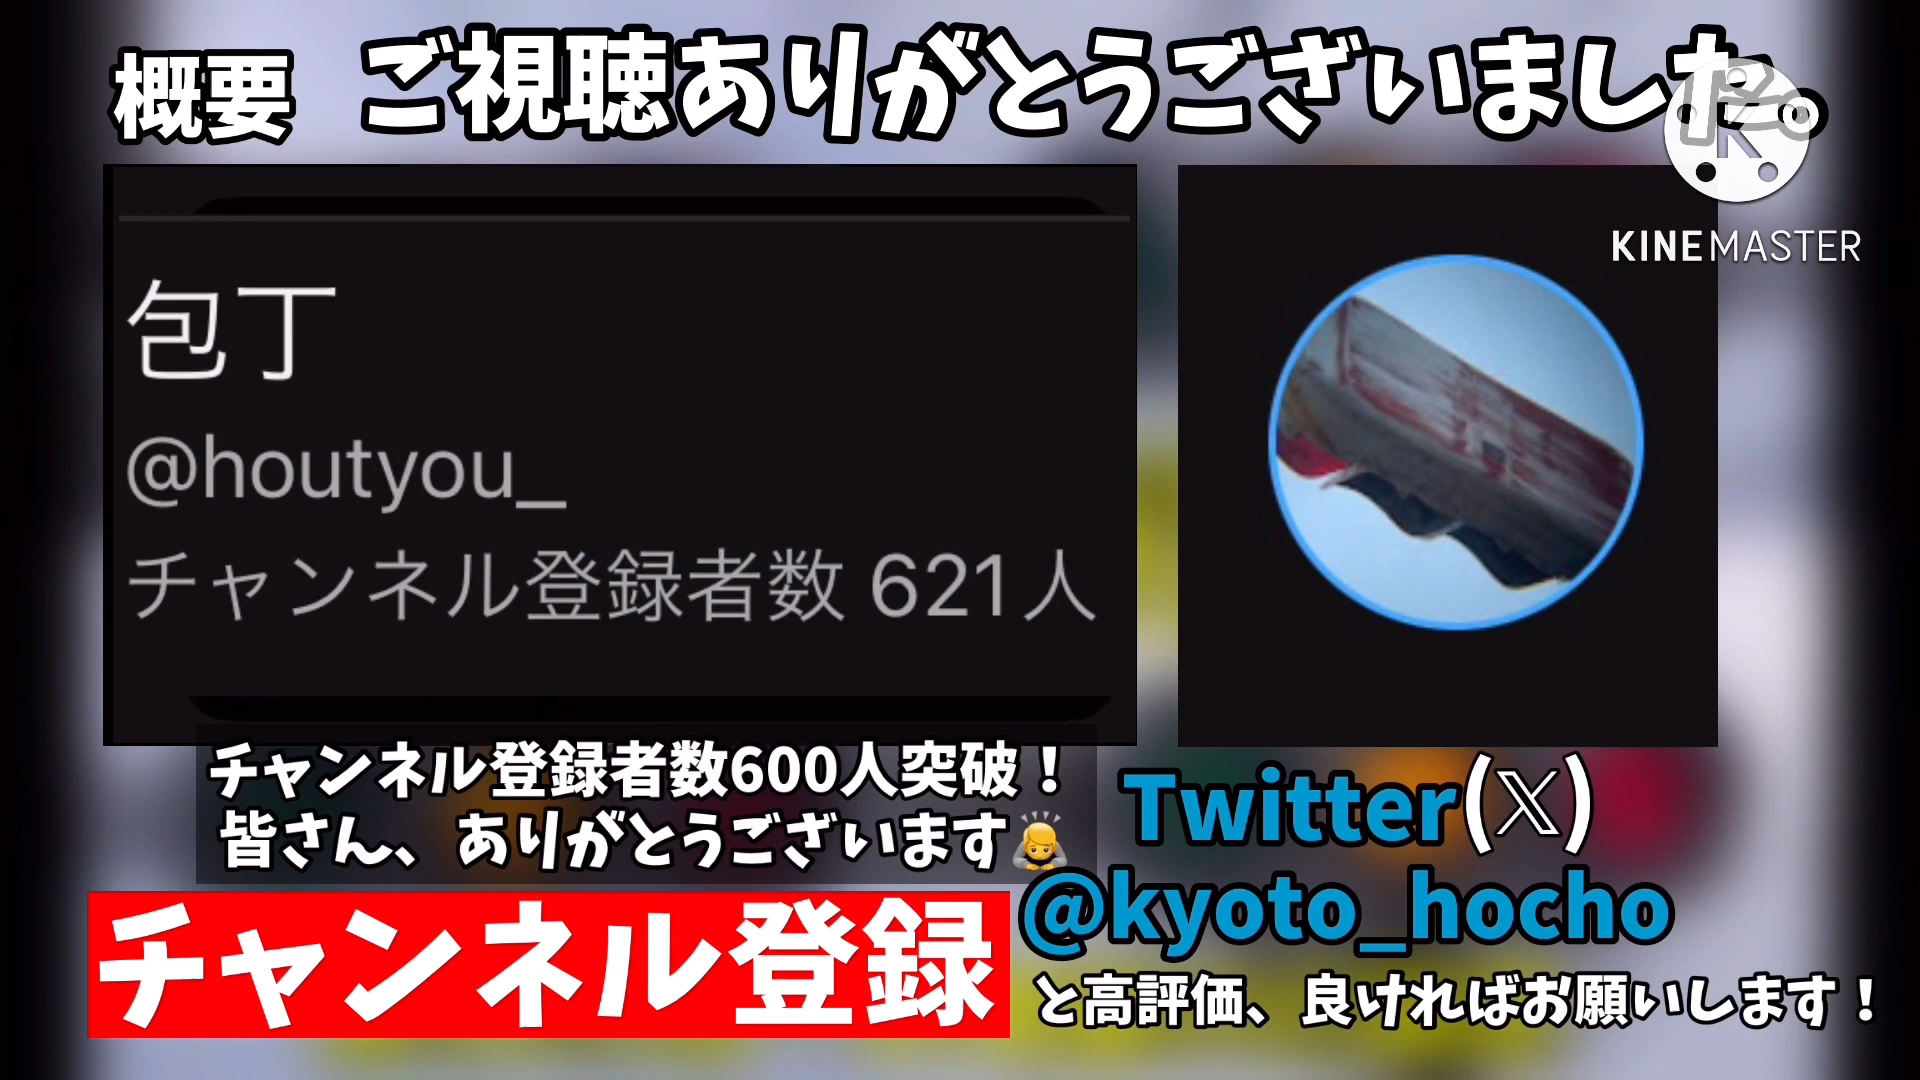 概要 ご視聴ありがとうございました。
KINEMASTER
包丁
@houtyou_
チャンネル登録者数 621人
チャンネル登録者数600人突破！
皆さん、ありがとうございます🙇
Twitter(𝕏)
@kyoto_hocho
チャンネル登録
と高評価、良ければお願いします！